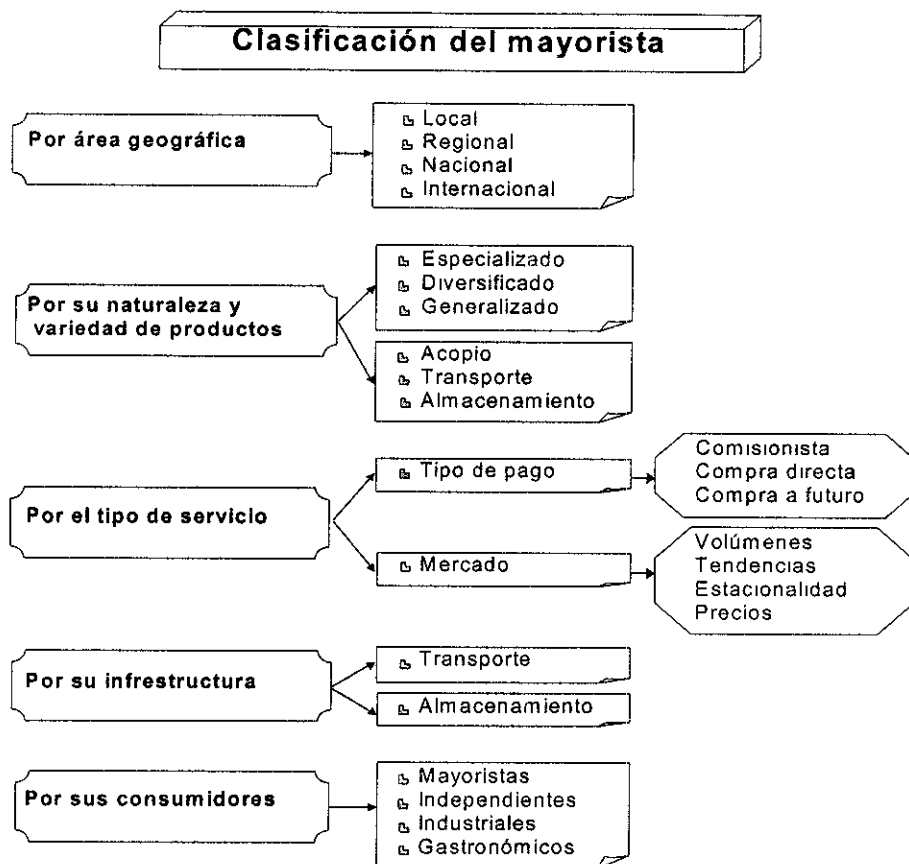 Clasificación del mayorista
Por área geográfica
Local
Regional
Nacional
Internacional
Por su naturaleza y
variedad de productos
Especializado
Diversificado
Generalizado
Acopio
Transporte
Almacenamiento
Por el tipo de servicio
Tipo de pago
Comisionista
Compra directa
Compra a futuro
Mercado
Volúmenes
Tendencias
Estacionalidad
Precios
Por su infrestructura
Transporte
Almacenamiento
Por sus consumidores
Mayoristas
Independientes
Industriales
Gastronómicos